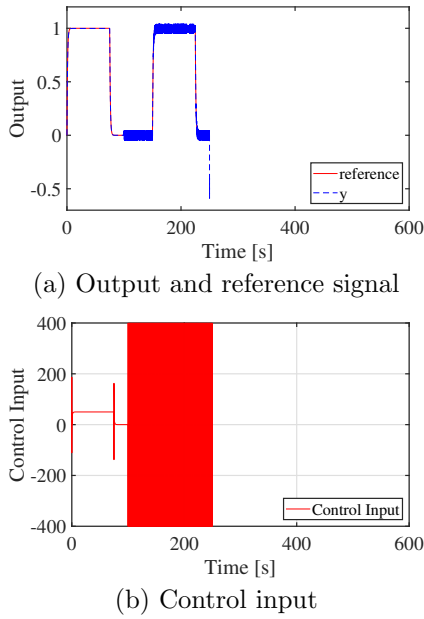 1
0.5
0
-0.5
Output
reference
y
0
200
400
600
Time [s]
(a) Output and reference signal
400
200
0
-200
-400
Control Input
Control Input
0
200
400
600
Time [s]
(b) Control input